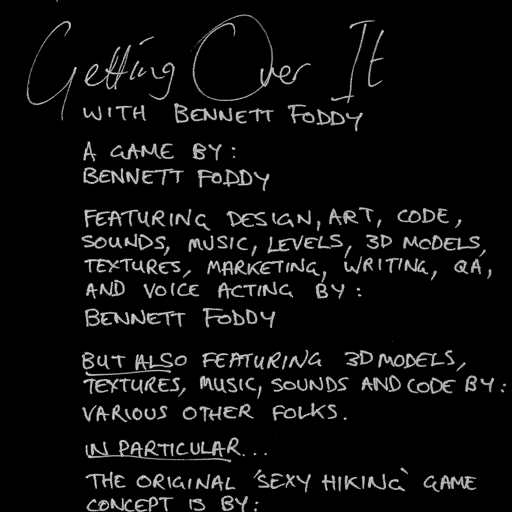 Getting Over It
WITH BENNETT FODDY
A GAME BY:
BENNETT FODDY
FEATURING DESIGN, ART, CODE,
SOUNDS, MUSIC, LEVELS, 3D MODELS,
TEXTURES, MARKETING, WRITING, QA,
AND VOICE ACTING BY:
BENNETT FODDY
BUT ALSO FEATURING 3D MODELS,
TEXTURES, MUSIC, SOUNDS AND CODE BY:
VARIOUS OTHER FOLKS.
IN PARTICULAR...
THE ORIGINAL 'SEXY HIKING' GAME
CONCEPT IS BY: